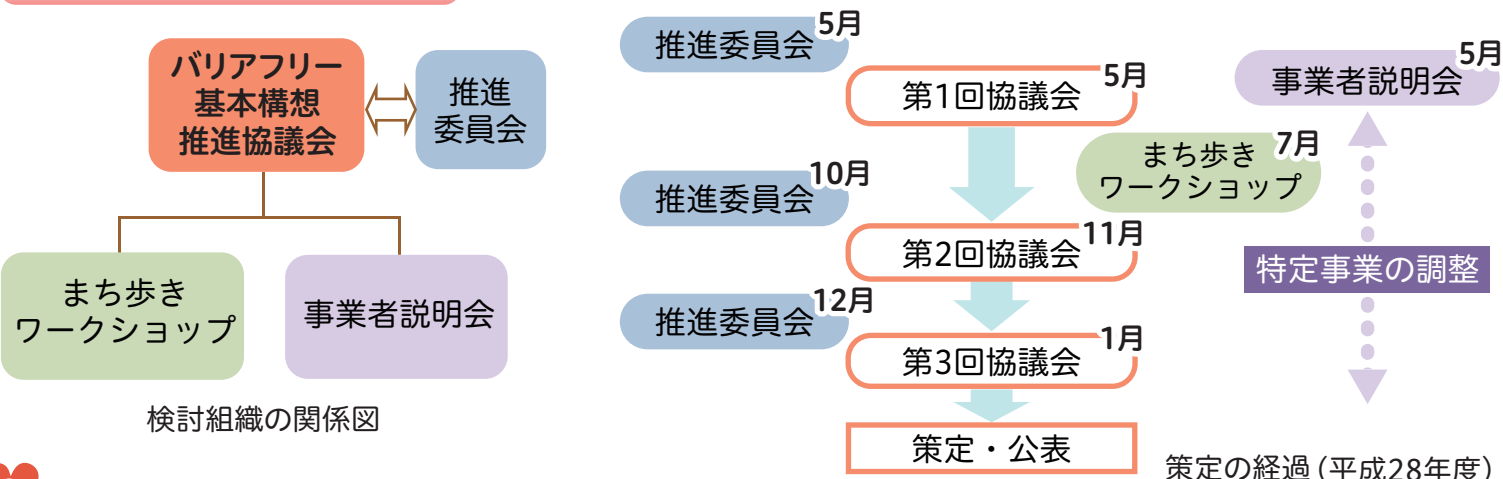 バリアフリー
基本構想
推進協議会
推進
委員会
まち歩き
ワークショップ
事業者説明会
検討組織の関係図
推進委員会
5月
第1回協議会
5月
事業者説明会
5月
まち歩き
ワークショップ
7月
推進委員会
10月
第2回協議会
11月
特定事業の調整
推進委員会
12月
第3回協議会
1月
策定・公表
策定の経過(平成28年度)